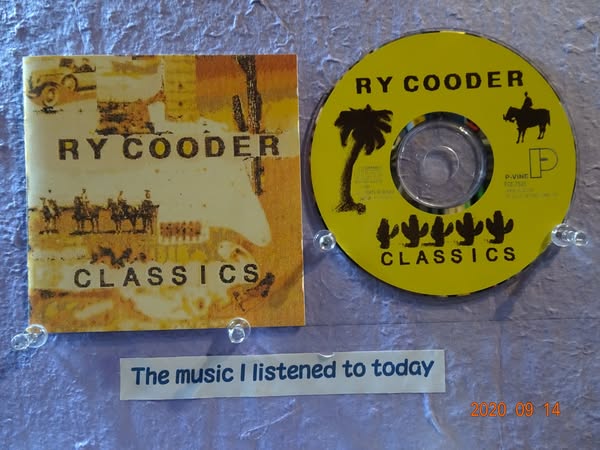 RY COODER
CLASSICS
RY COODER
P-VINE
CLASSICS
The music I listened to today
2020 09 14